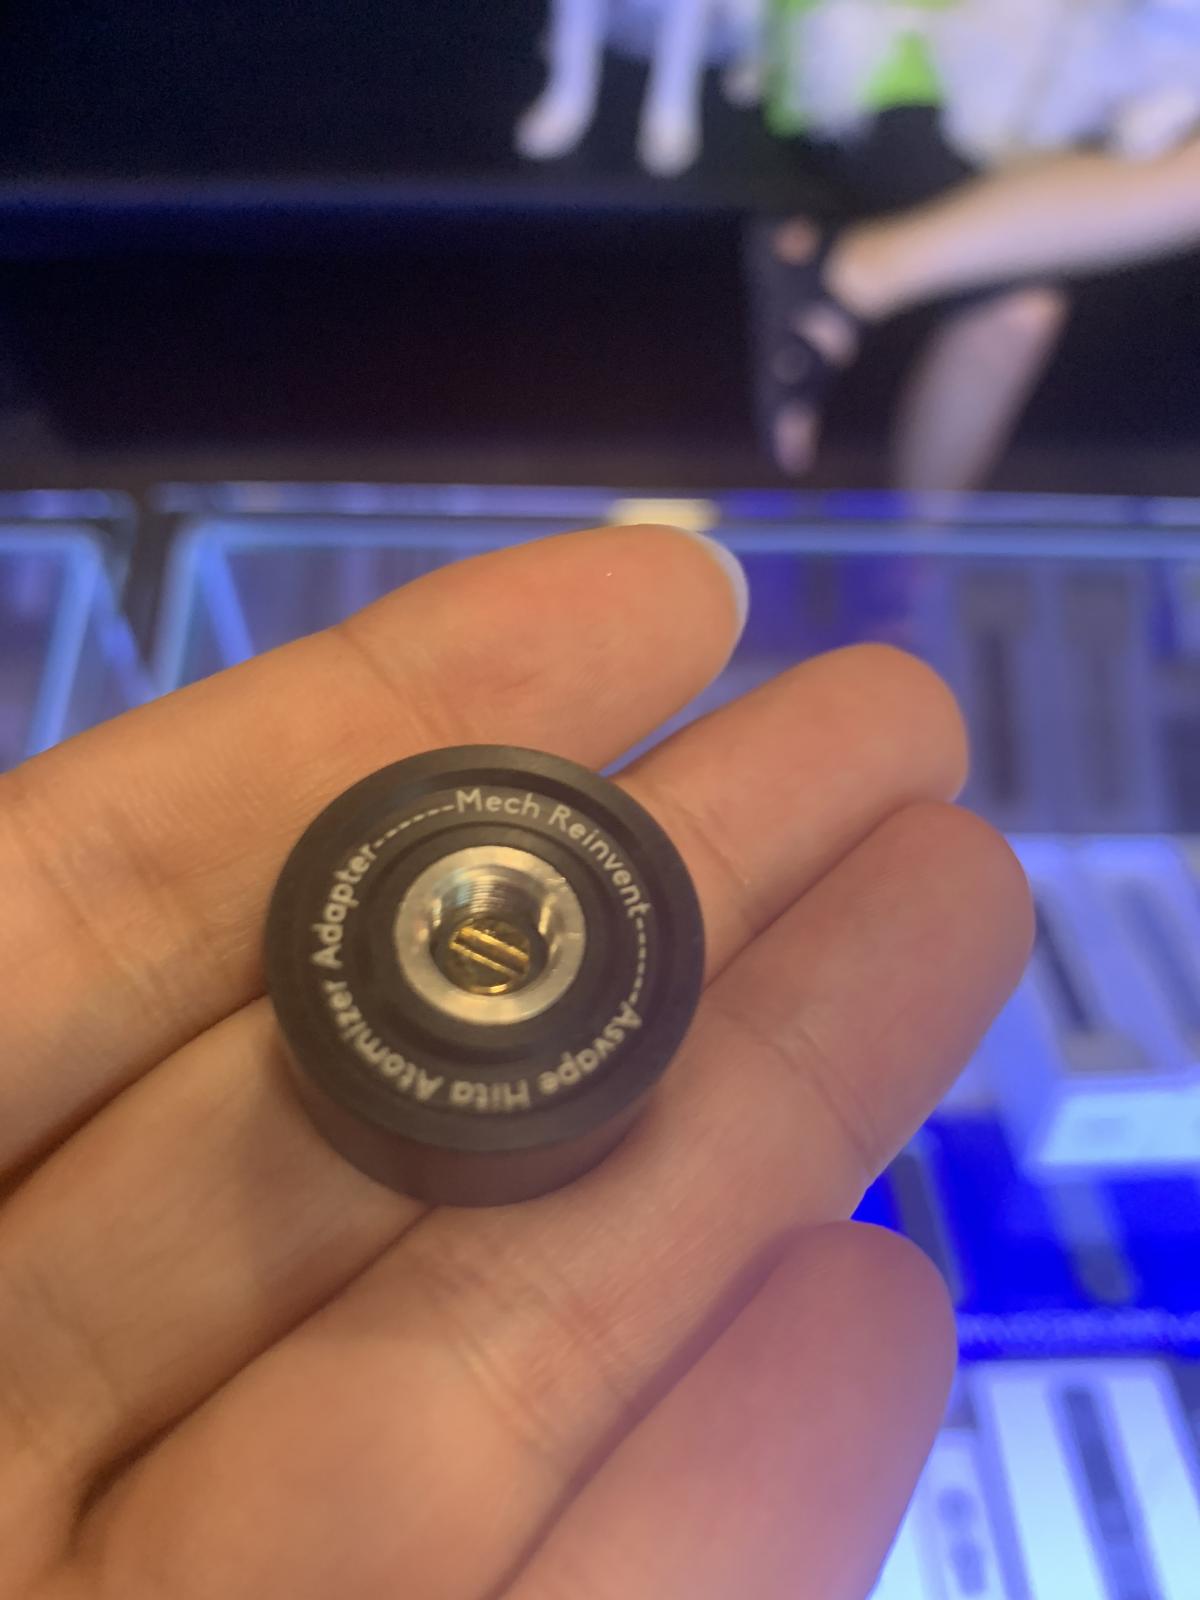 Mech Reinvent------Asvape Hita Atomizer Adapter------